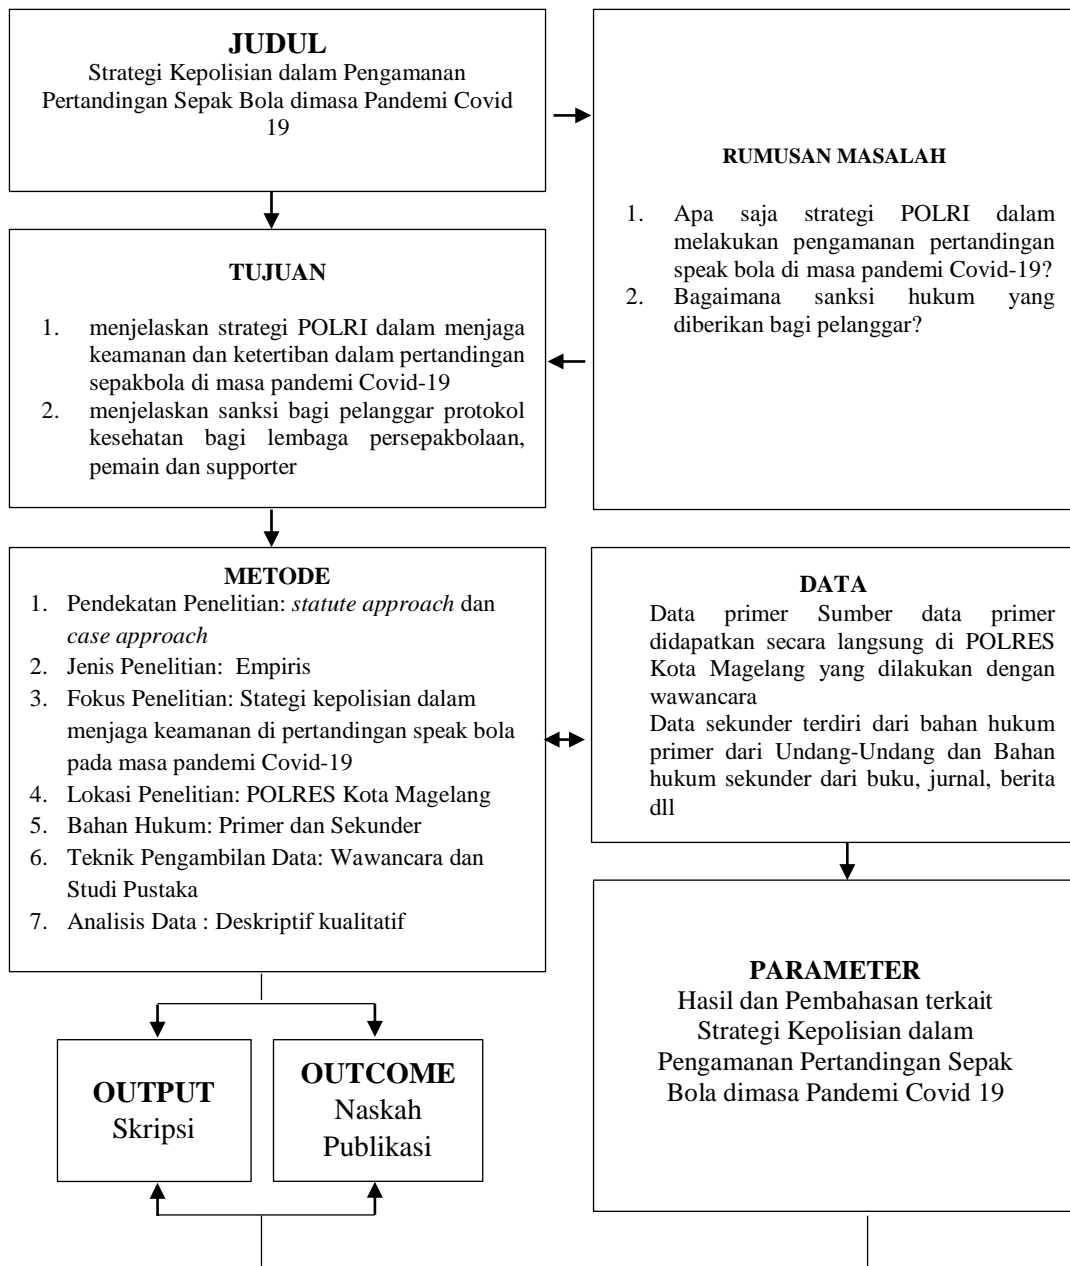 JUDUL
Strategi Kepolisian dalam Pengamanan
Pertandingan Sepak Bola dimasa Pandemi Covid
19
RUMUSAN MASALAH
1. Apa saja strategi POLRI dalam
melakukan pengamanan pertandingan
speak bola di masa pandemi Covid-19?
2. Bagaimana sanksi hukum yang
diberikan bagi pelanggar?
TUJUAN
1. menjelaskan strategi POLRI dalam menjaga
keamanan dan ketertiban dalam pertandingan
sepakbola di masa pandemi Covid-19
2. menjelaskan sanksi bagi pelanggar protokol
kesehatan bagi lembaga persepakbolaan,
pemain dan supporter
METODE
1. Pendekatan Penelitian: statute approach dan
case approach
2. Jenis Penelitian: Empiris
3. Fokus Penelitian: Stategi kepolisian dalam
menjaga keamanan di pertandingan speak bola
pada masa pandemi Covid-19
4. Lokasi Penelitian: POLRES Kota Magelang
5. Bahan Hukum: Primer dan Sekunder
6. Teknik Pengambilan Data: Wawancara dan
Studi Pustaka
7. Analisis Data : Deskriptif kualitatif
DATA
Data primer Sumber data primer
didapatkan secara langsung di POLRES
Kota Magelang yang dilakukan dengan
wawancara
Data sekunder terdiri dari bahan hukum
primer dari Undang-Undang dan Bahan
hukum sekunder dari buku, jurnal, berita
dll
PARAMETER
Hasil dan Pembahasan terkait
Strategi Kepolisian dalam
Pengamanan Pertandingan Sepak
Bola dimasa Pandemi Covid 19
OUTPUT
Skripsi
OUTCOME
Naskah
Publikasi